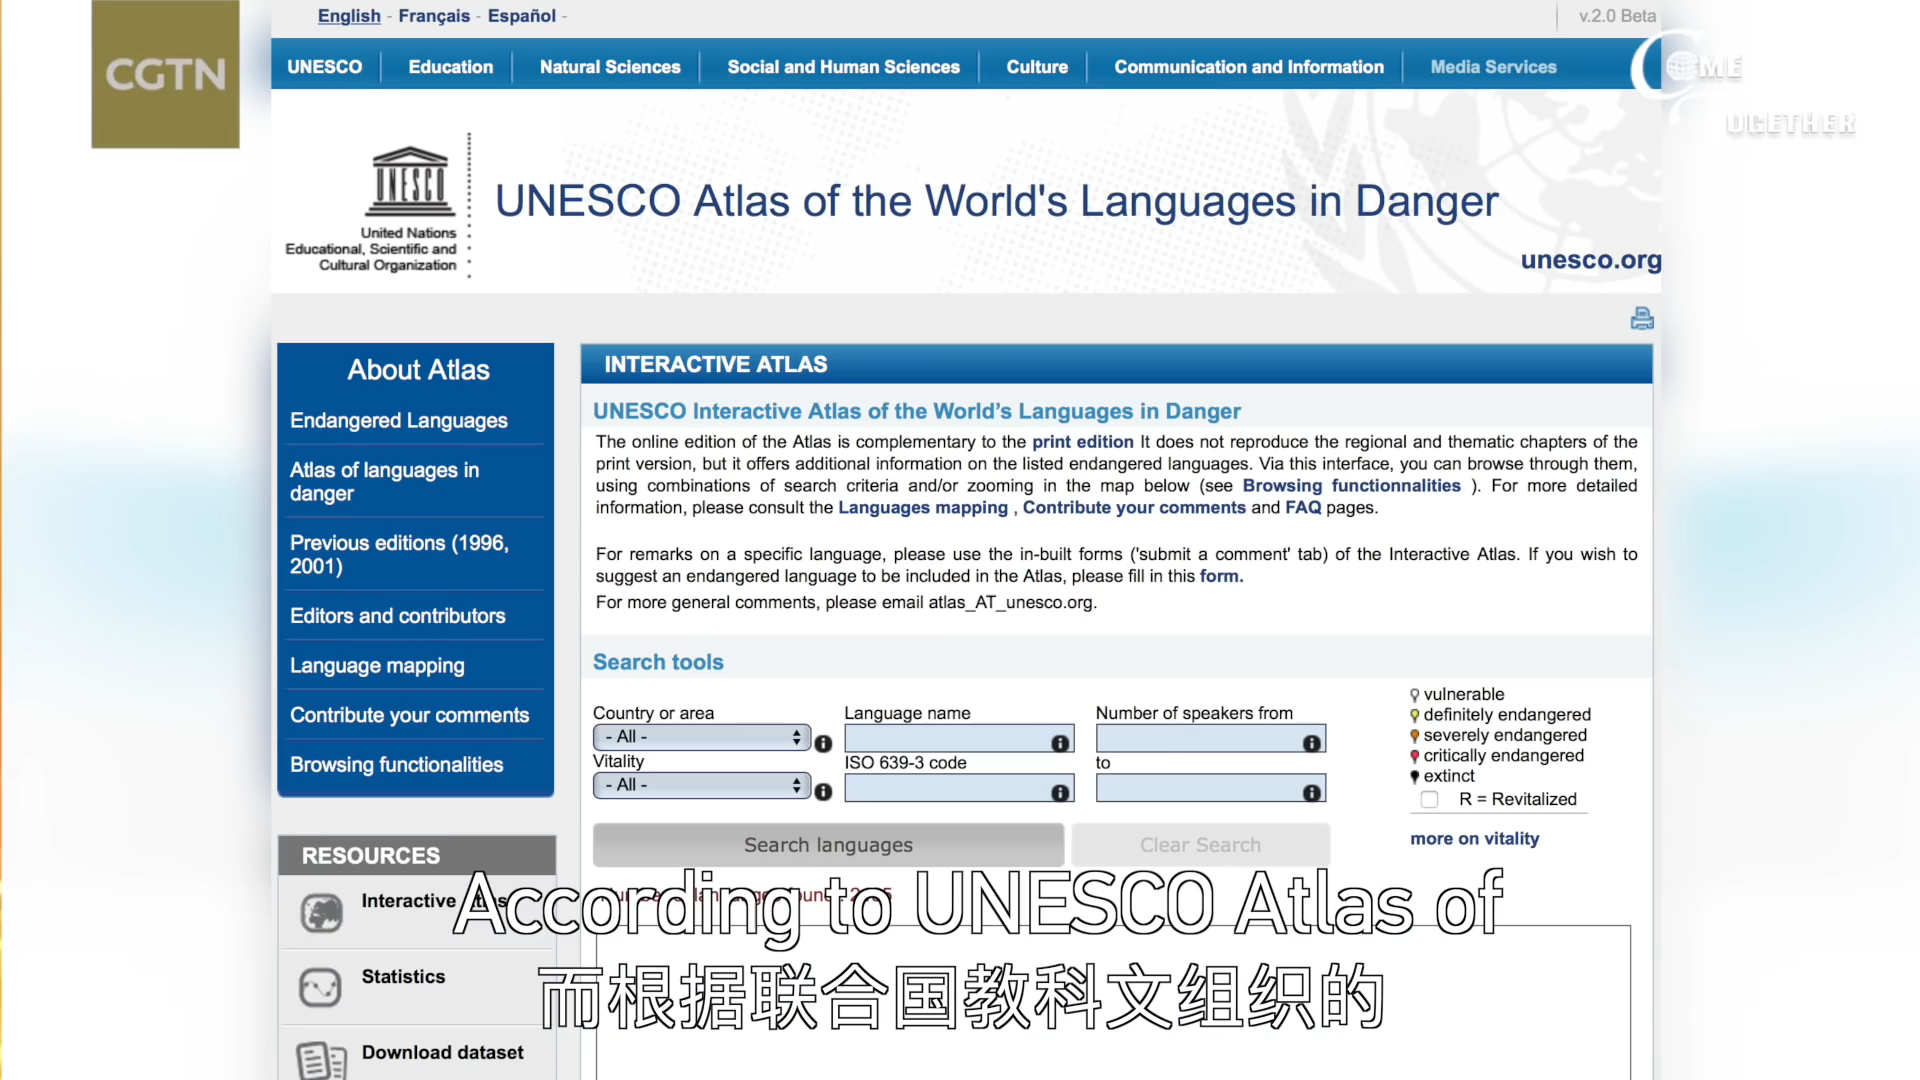 English - Français - Español -
v.2.0 Beta
CGTN
UNESCO Education Natural Sciences Social and Human Sciences Culture Communication and Information Media Services
OME
OGETHER
UNESCO
United Nations
Educational, Scientific and
Cultural Organization
UNESCO Atlas of the World's Languages in Danger
unesco.org
About Atlas
Endangered Languages
Atlas of languages in
danger
Previous editions (1996,
2001)
Editors and contributors
Language mapping
Contribute your comments
Browsing functionalities
RESOURCES
Interactive
Statistics
Download dataset
INTERACTIVE ATLAS
UNESCO Interactive Atlas of the World’s Languages in Danger
The online edition of the Atlas is complementary to the print edition It does not reproduce the regional and thematic chapters of the
print version, but it offers additional information on the listed endangered languages. Via this interface, you can browse through them,
using combinations of search criteria and/or zooming in the map below (see Browsing functionnalities ). For more detailed
information, please consult the Languages mapping , Contribute your comments and FAQ pages.
For remarks on a specific language, please use the in-built forms ('submit a comment' tab) of the Interactive Atlas. If you wish to
suggest an endangered language to be included in the Atlas, please fill in this form.
For more general comments, please email atlas_AT_unesco.org.
Search tools
Country or area
- All -
Vitality
- All -
Language name
ISO 639-3 code
Number of speakers from
to
vulnerable
definitely endangered
severely endangered
critically endangered
extinct
R = Revitalized
more on vitality
Search languages
Clear Search
According to UNESCO Atlas of
而根据联合国教科文组织的